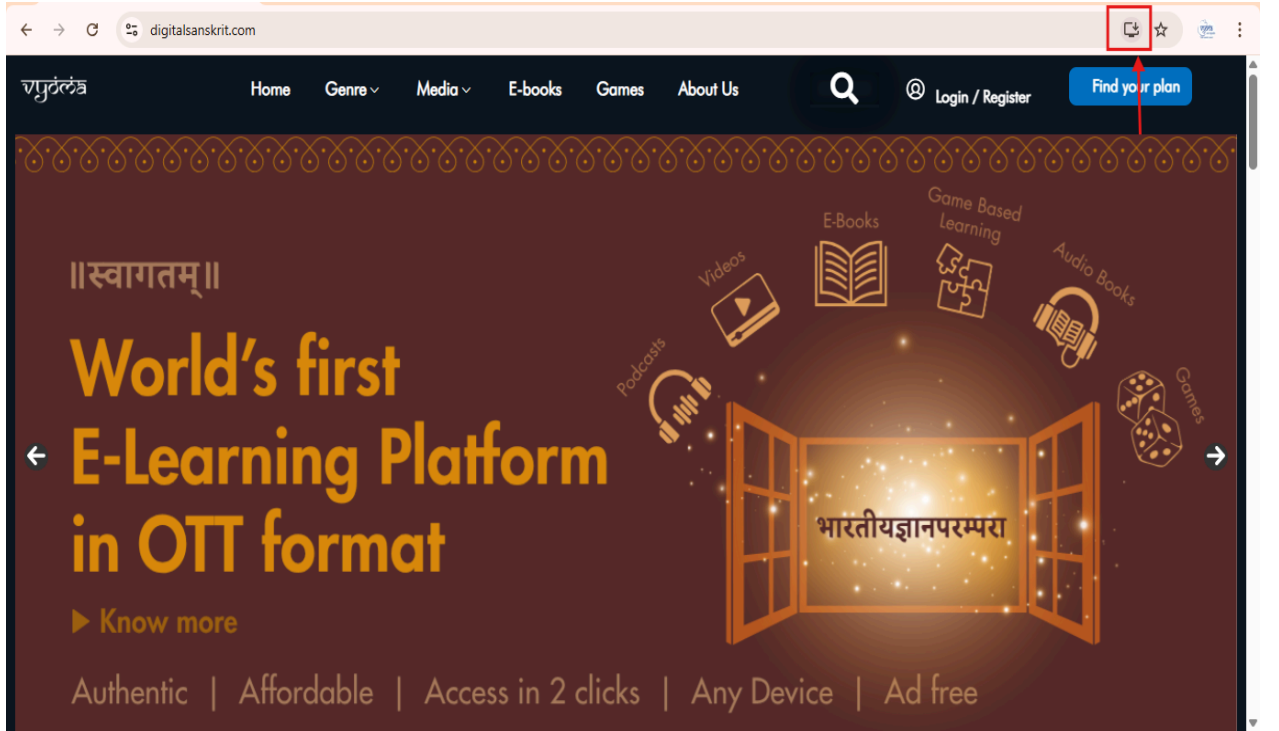 digitalsanskrit.com
vyoma
Home Genre Media E-books Games About Us Login / Register Find your plan
॥स्वागतम्॥
World's first
E-Learning Platform
in OTT format
Know more
Authentic | Affordable | Access in 2 clicks | Any Device | Ad free
Podcasts
Videos
E-Books
Game Based
Learning
Audio Books
Games
भारतीयज्ञानपरम्परा